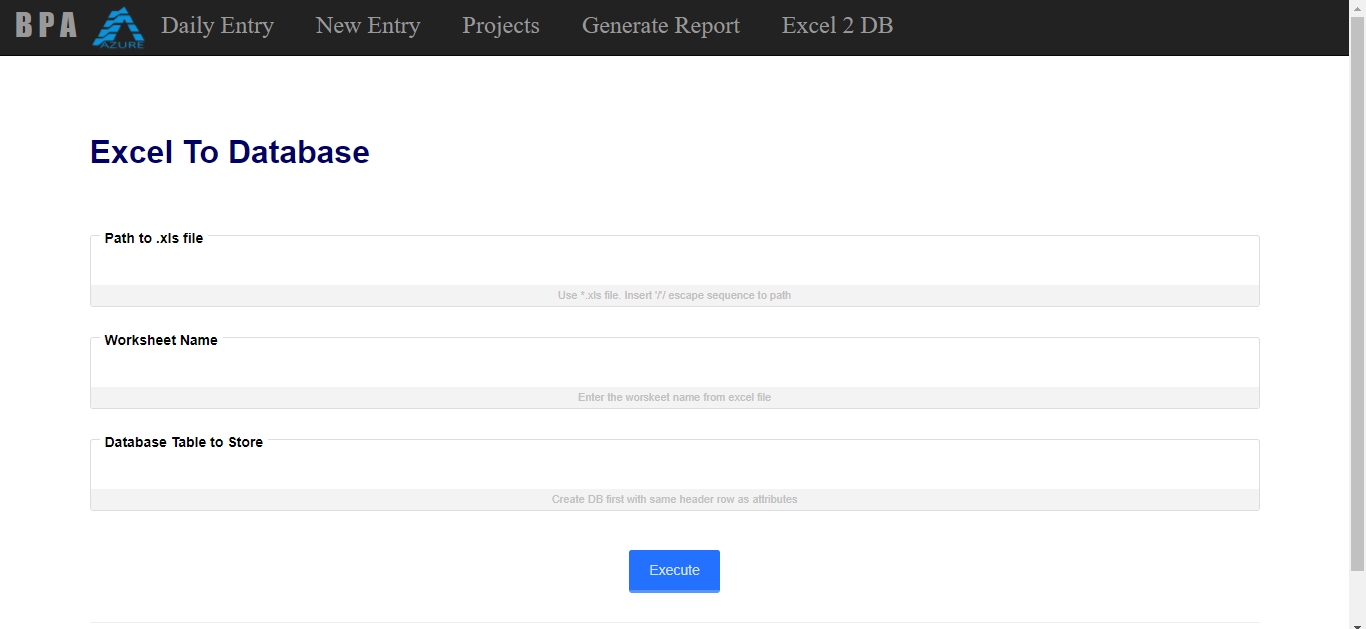 BPA AZURE Daily Entry New Entry Projects Generate Report Excel 2 DB
Excel To Database
Path to .xls file
Use *.xls file. Insert '/'/ escape sequence to path
Worksheet Name
Enter the worskeet name from excel file
Database Table to Store
Create DB first with same header row as attributes
Execute